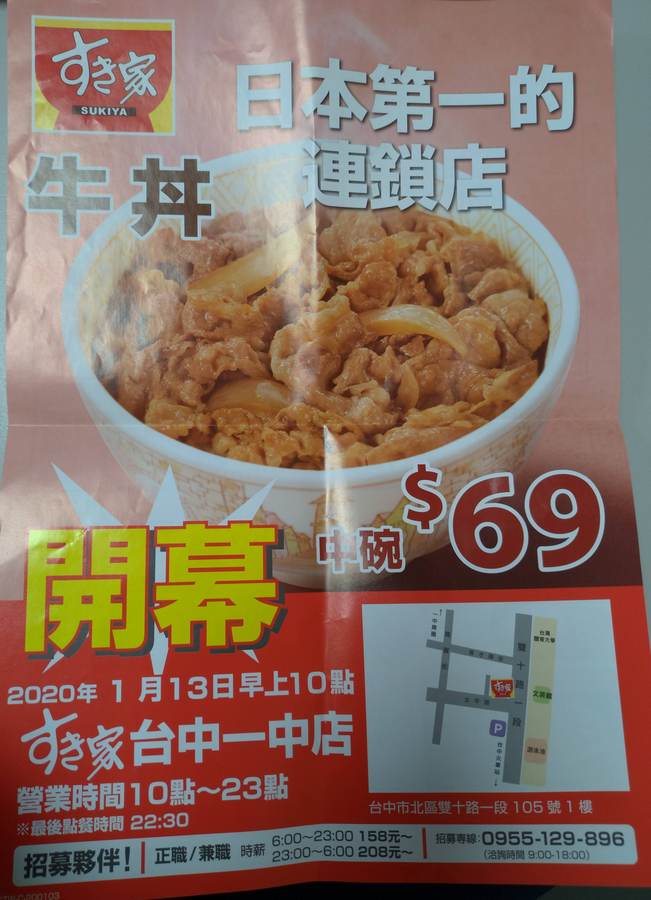 すき家
SUKIYA
日本第一的
連鎖店
牛丼
中碗 $69
開幕
2020年 1月13日早上10點
すき家 台中一中店
營業時間10點～23點
※最後點餐時間 22:30
雙十路一段
P
台中市北區雙十路一段 105 號 1 樓
招募夥伴!
正職/兼職 時薪
6:00~23:00 158元~
23:00~6:00 208元~
招募專線:0955-129-896
(洽詢時間 9:00-18:00)